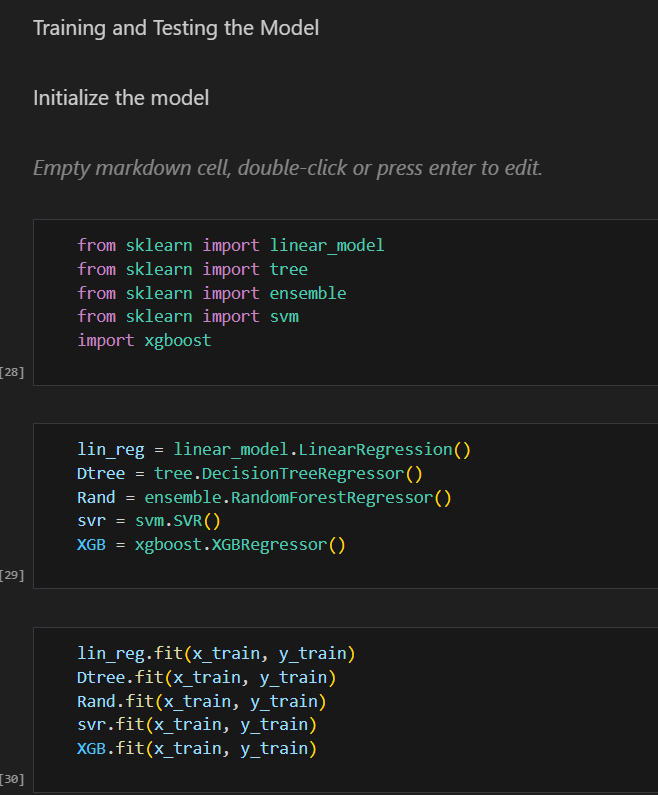 Training and Testing the Model
Initialize the model
Empty markdown cell, double-click or press enter to edit.
from sklearn import linear_model
from sklearn import tree
from sklearn import ensemble
from sklearn import svm
import xgboost
[28]
lin_reg = linear_model.LinearRegression()
Dtree = tree.DecisionTreeRegressor()
Rand = ensemble.RandomForestRegressor()
svr = svm.SVR()
XGB = xgboost.XGBRegressor()
[29]
lin_reg.fit(x_train, y_train)
Dtree.fit(x_train, y_train)
Rand.fit(x_train, y_train)
svr.fit(x_train, y_train)
XGB.fit(x_train, y_train)
[30]